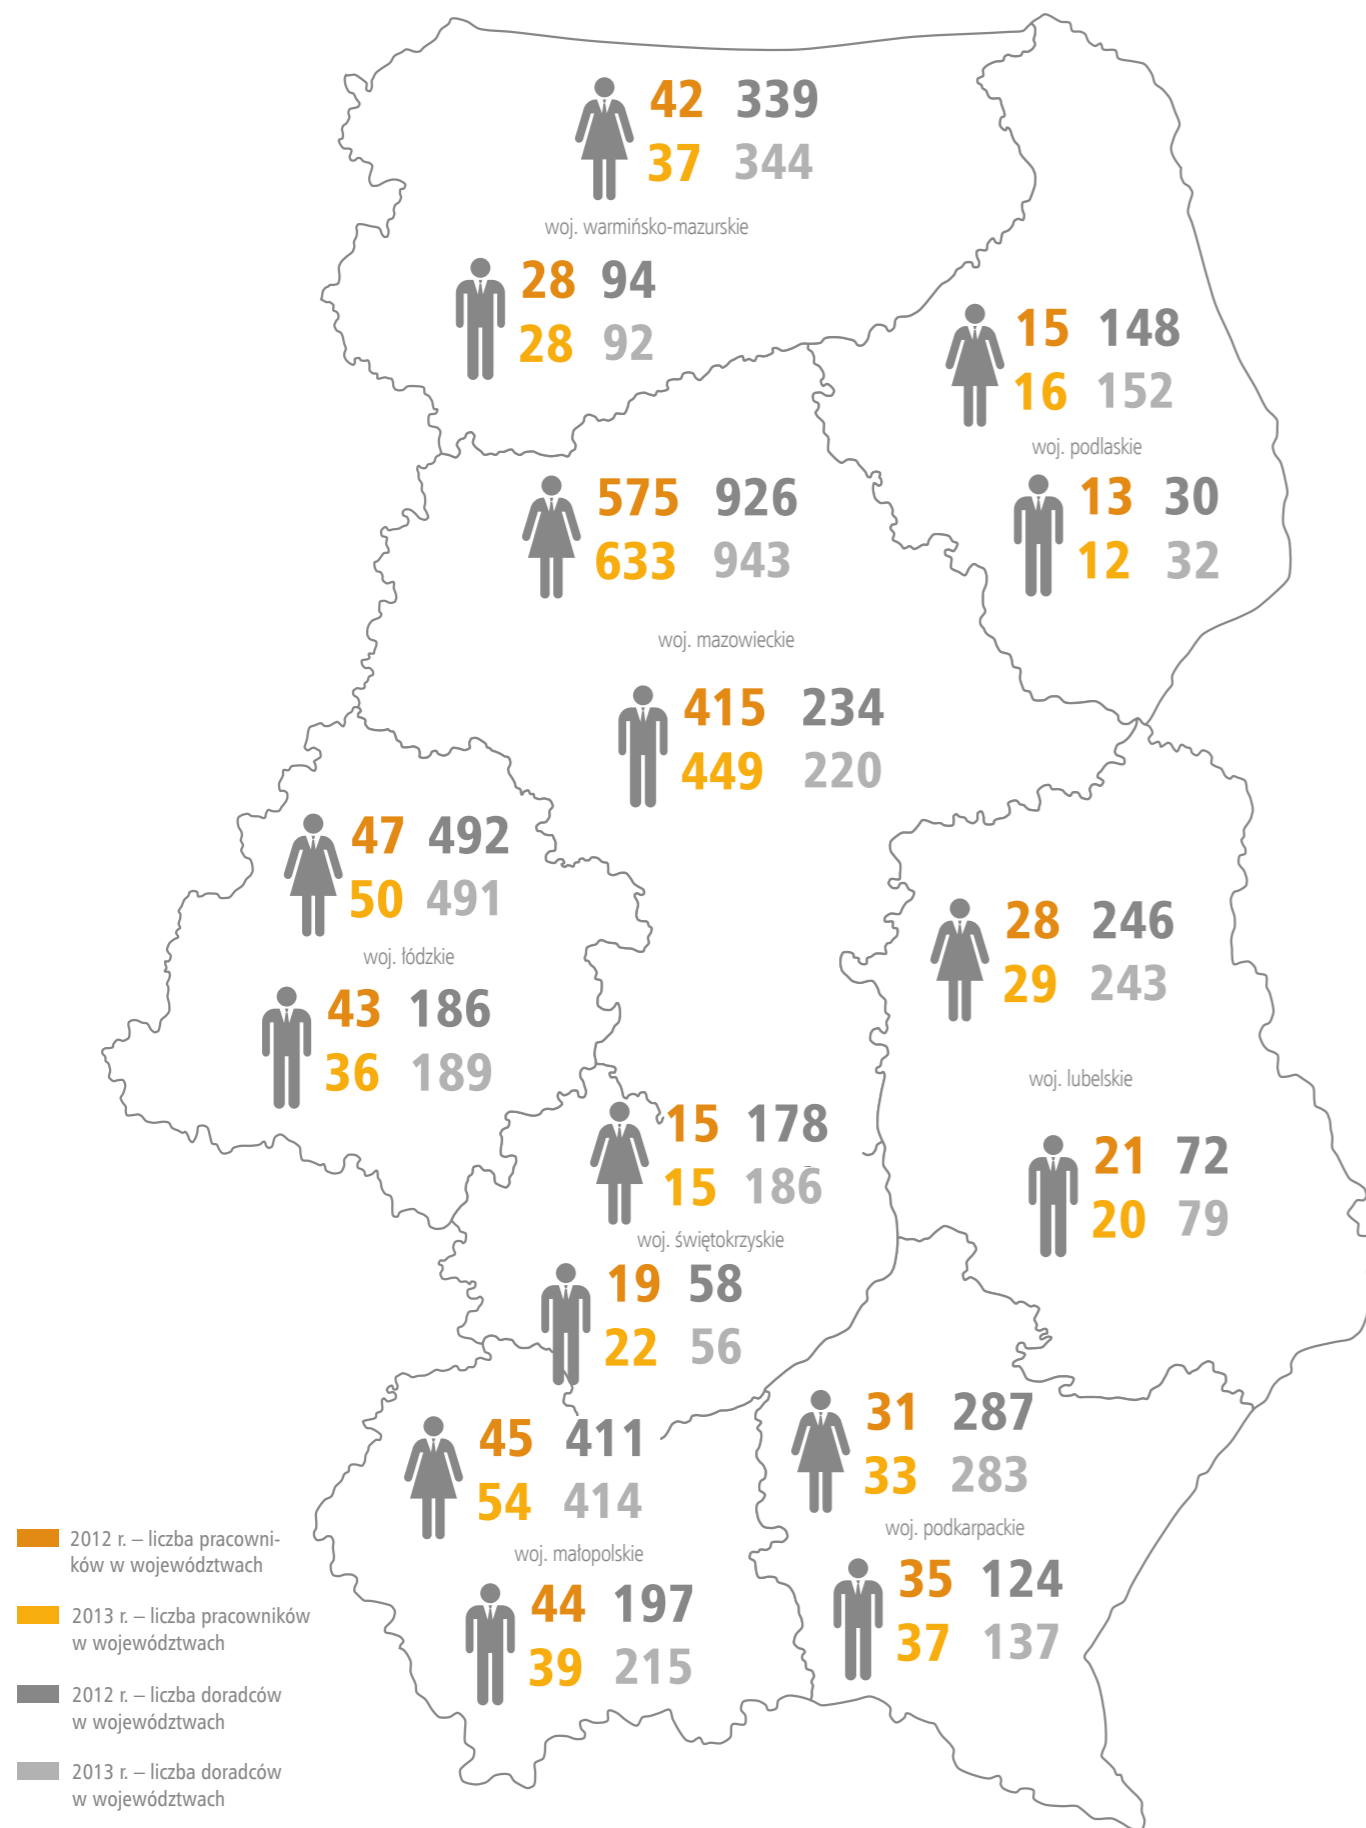 42 339
37 344
woj. warmińsko-mazurskie
28 94
28 92
15 148
16 152
woj. podlaskie
13 30
12 32
575 926
633 943
woj. mazowieckie
415 234
449 220
47 492
50 491
woj. łódzkie
43 186
36 189
28 246
29 243
woj. lubelskie
21 72
20 79
15 178
15 186
woj. świętokrzyskie
19 58
22 56
45 411
54 414
woj. małopolskie
44 197
39 215
31 287
33 283
woj. podkarpackie
35 124
37 137
2012 r. – liczba pracowni-
ków w województwach
2013 r. – liczba pracowników
w województwach
2012 r. – liczba doradców
w województwach
2013 r. – liczba doradców
w województwach